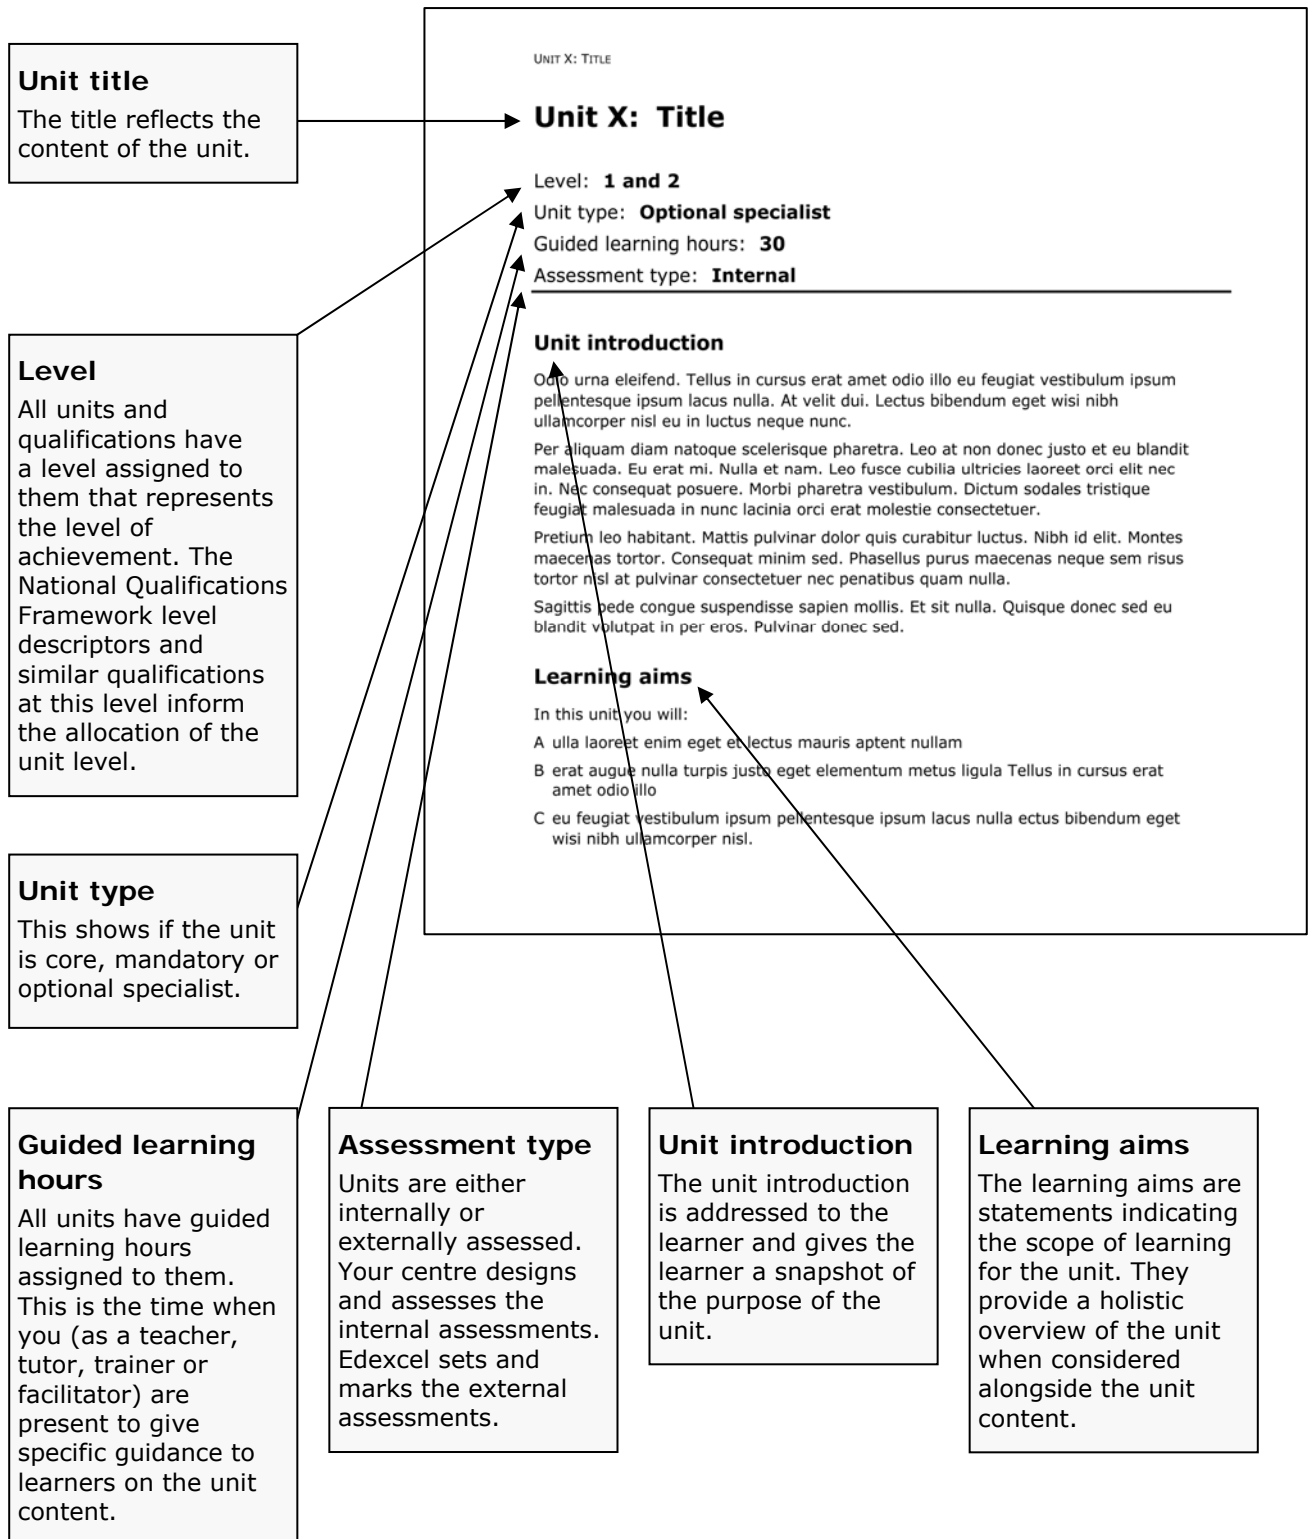 Unit title
The title reflects the
content of the unit.
Level
All units and
qualifications have
a level assigned to
them that represents
the level of
achievement. The
National Qualifications
Framework level
descriptors and
similar qualifications
at this level inform
the allocation of the
unit level.
Unit type
This shows if the unit
is core, mandatory or
optional specialist.
Guided learning
hours
All units have guided
learning hours
assigned to them.
This is the time when
you (as a teacher,
tutor, trainer or
facilitator) are
present to give
specific guidance to
learners on the unit
content.
UNIT X: TITLE
Unit X: Title
Level: 1 and 2
Unit type: Optional specialist
Guided learning hours: 30
Assessment type: Internal
Unit introduction
Odio urna eleifend. Tellus in cursus erat amet odio illo eu feugiat vestibulum ipsum
pellentesque ipsum lacus nulla. At velit dui. Lectus bibendum eget wisi nibh
ullamcorper nisl eu in luctus neque nunc.
Per aliquam diam natoque scelerisque pharetra. Leo at non donec justo et eu blandit
malesuada. Eu erat mi. Nulla et nam. Leo fusce cubilia ultricies laoreet orci elit nec
in. Nec consequat posuere. Morbi pharetra vestibulum. Dictum sodales tristique
feugiat malesuada in nunc lacinia orci erat molestie consectetuer.
Pretium leo habitant. Mattis pulvinar dolor quis curabitur luctus. Nibh id elit. Montes
maecenas tortor. Consequat minim sed. Phasellus purus maecenas neque sem risus
tortor nisl at pulvinar consectetuer nec penatibus quam nulla.
Sagittis pede congue suspendisse sapien mollis. Et sit nulla. Quisque donec sed eu
blandit volutpat in per eros. Pulvinar donec sed.
Learning aims
In this unit you will:
A ulla laoreet enim eget et lectus mauris aptent nullam
B erat augue nulla turpis justo eget elementum metus ligula Tellus in cursus erat
amet odio illo
C eu feugiat vestibulum ipsum pellentesque ipsum lacus nulla ectus bibendum eget
wisi nibh ullamcorper nisl.
Assessment type
Units are either
internally or
externally assessed.
Your centre designs
and assesses the
internal assessments.
Edexcel sets and
marks the external
assessments.
Unit introduction
The unit introduction
is addressed to the
learner and gives the
learner a snapshot of
the purpose of the
unit.
Learning aims
The learning aims are
statements indicating
the scope of learning
for the unit. They
provide a holistic
overview of the unit
when considered
alongside the unit
content.